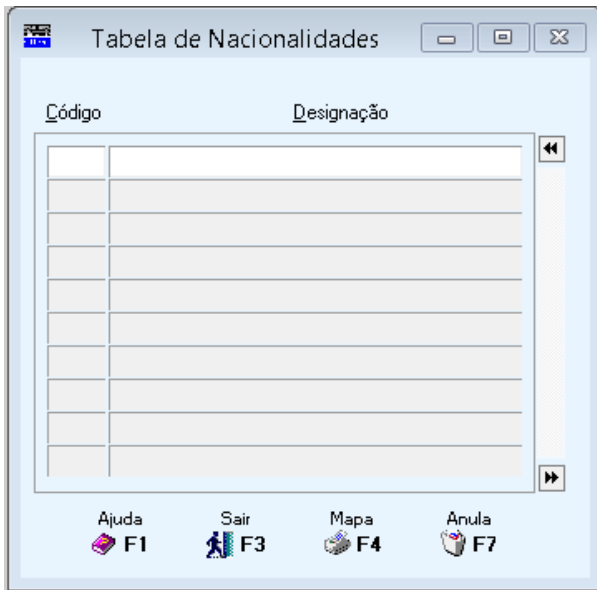 Tabela de Nacionalidades
Código Designação
Ajuda Sair Mapa Anula
F1 F3 F4 F7